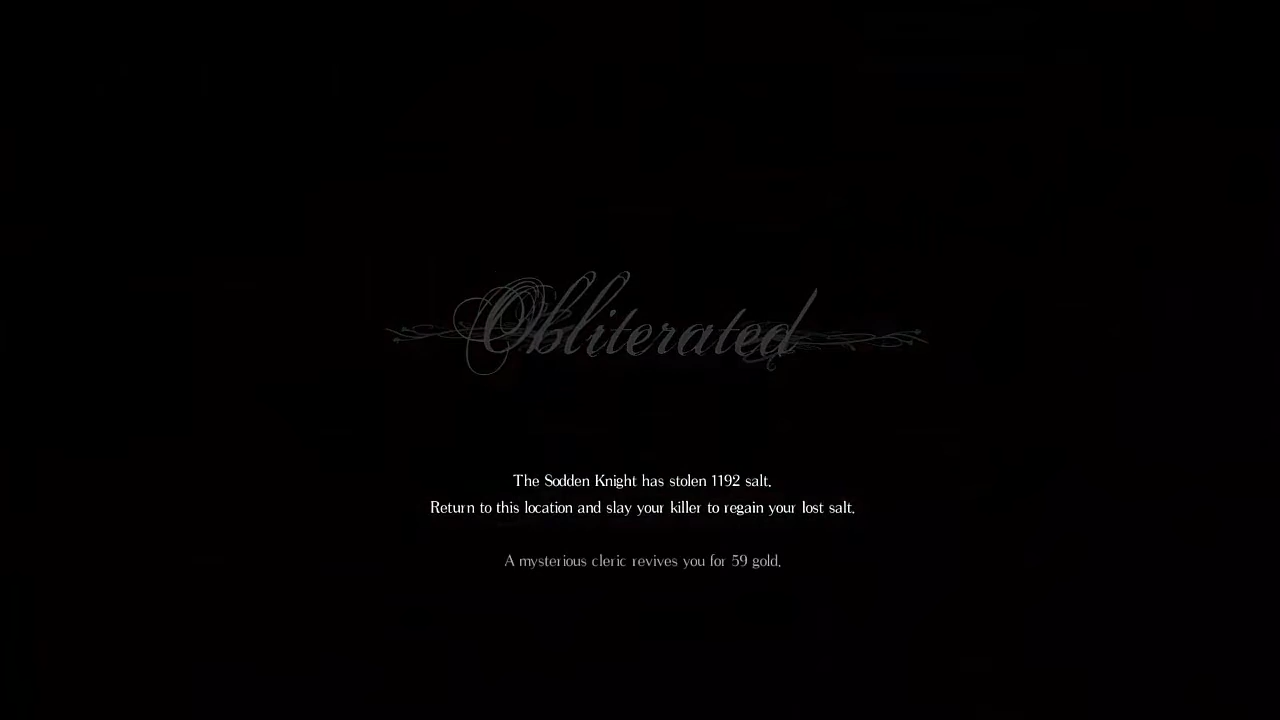 Obliterated
The Sodden Knight has stolen 1192 salt.
Return to this location and slay your killer to regain your lost salt.
A mysterious cleric revives you for 59 gold.